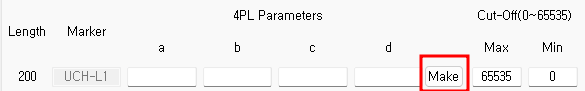 4PL Parameters Cut-Off(0~65535)
Length Marker
a b c d Max Min
200 UCH-L1 Make 65535 0